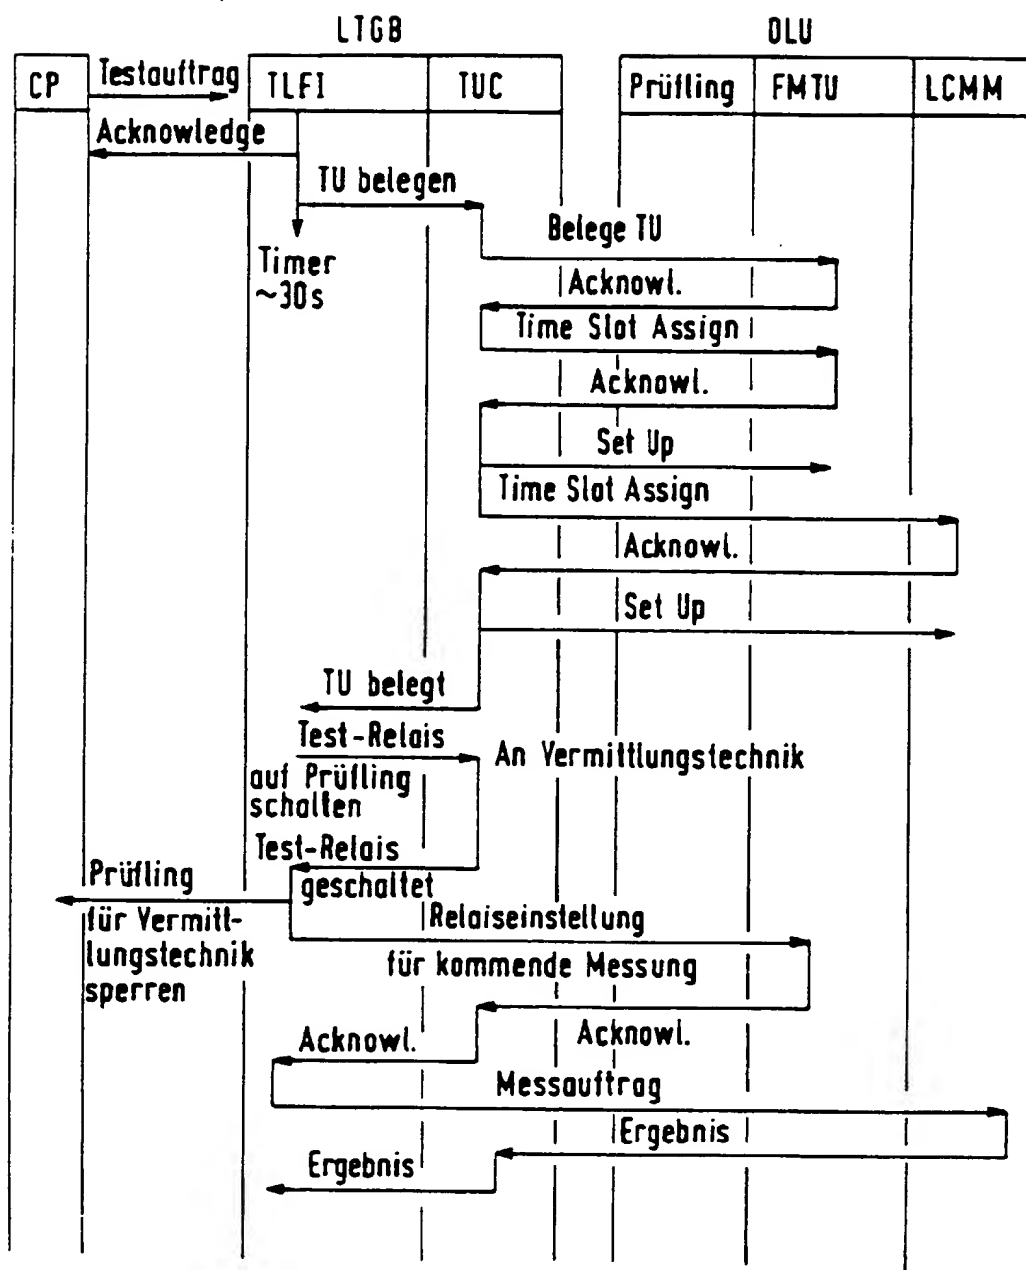 LTGB
DLU
CP
Testauftrag
TLFI
TUC
Prüfling
FMTU
LCMM
Acknowledge
TU belegen
Belege TU
Timer
~30s
Acknowl.
Time Slot Assign
Acknowl.
Set Up
Time Slot Assign
Acknowl.
Set Up
TU belegt
Test-Relais
auf Prüfling
schalten
An Vermittlungstechnik
Test-Relais
geschaltet
Prüfling
für Vermitt-
lungstechnik
sperren
Relaiseinstellung
für kommende Messung
Acknowl.
Acknowl.
Messauftrag
Ergebnis
Ergebnis